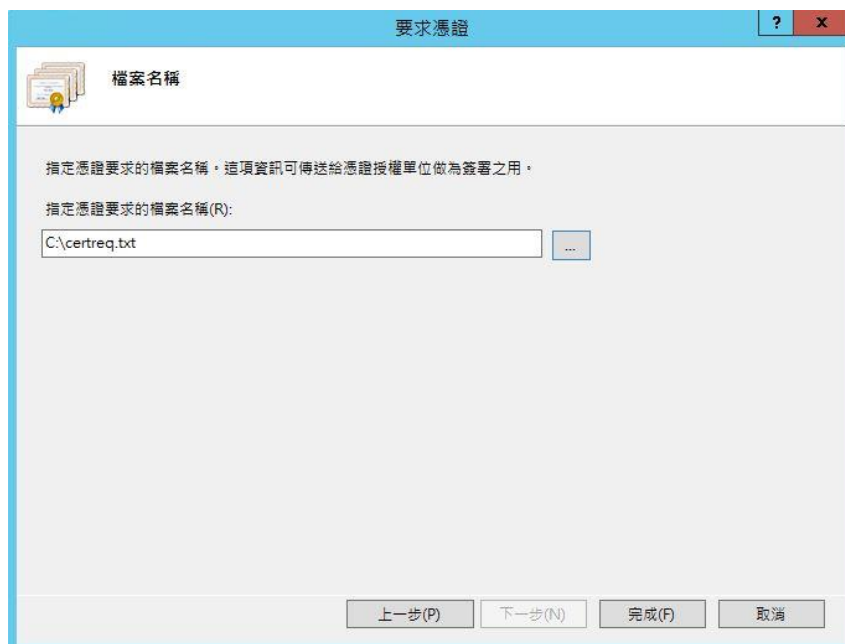 要求憑證
?
x
檔案名稱
指定憑證要求的檔案名稱。這項資訊可傳送給憑證授權單位做為簽署之用。
指定憑證要求的檔案名稱(R):
C:\certreq.txt
...
上一步(P) 下一步(N) 完成(F) 取消